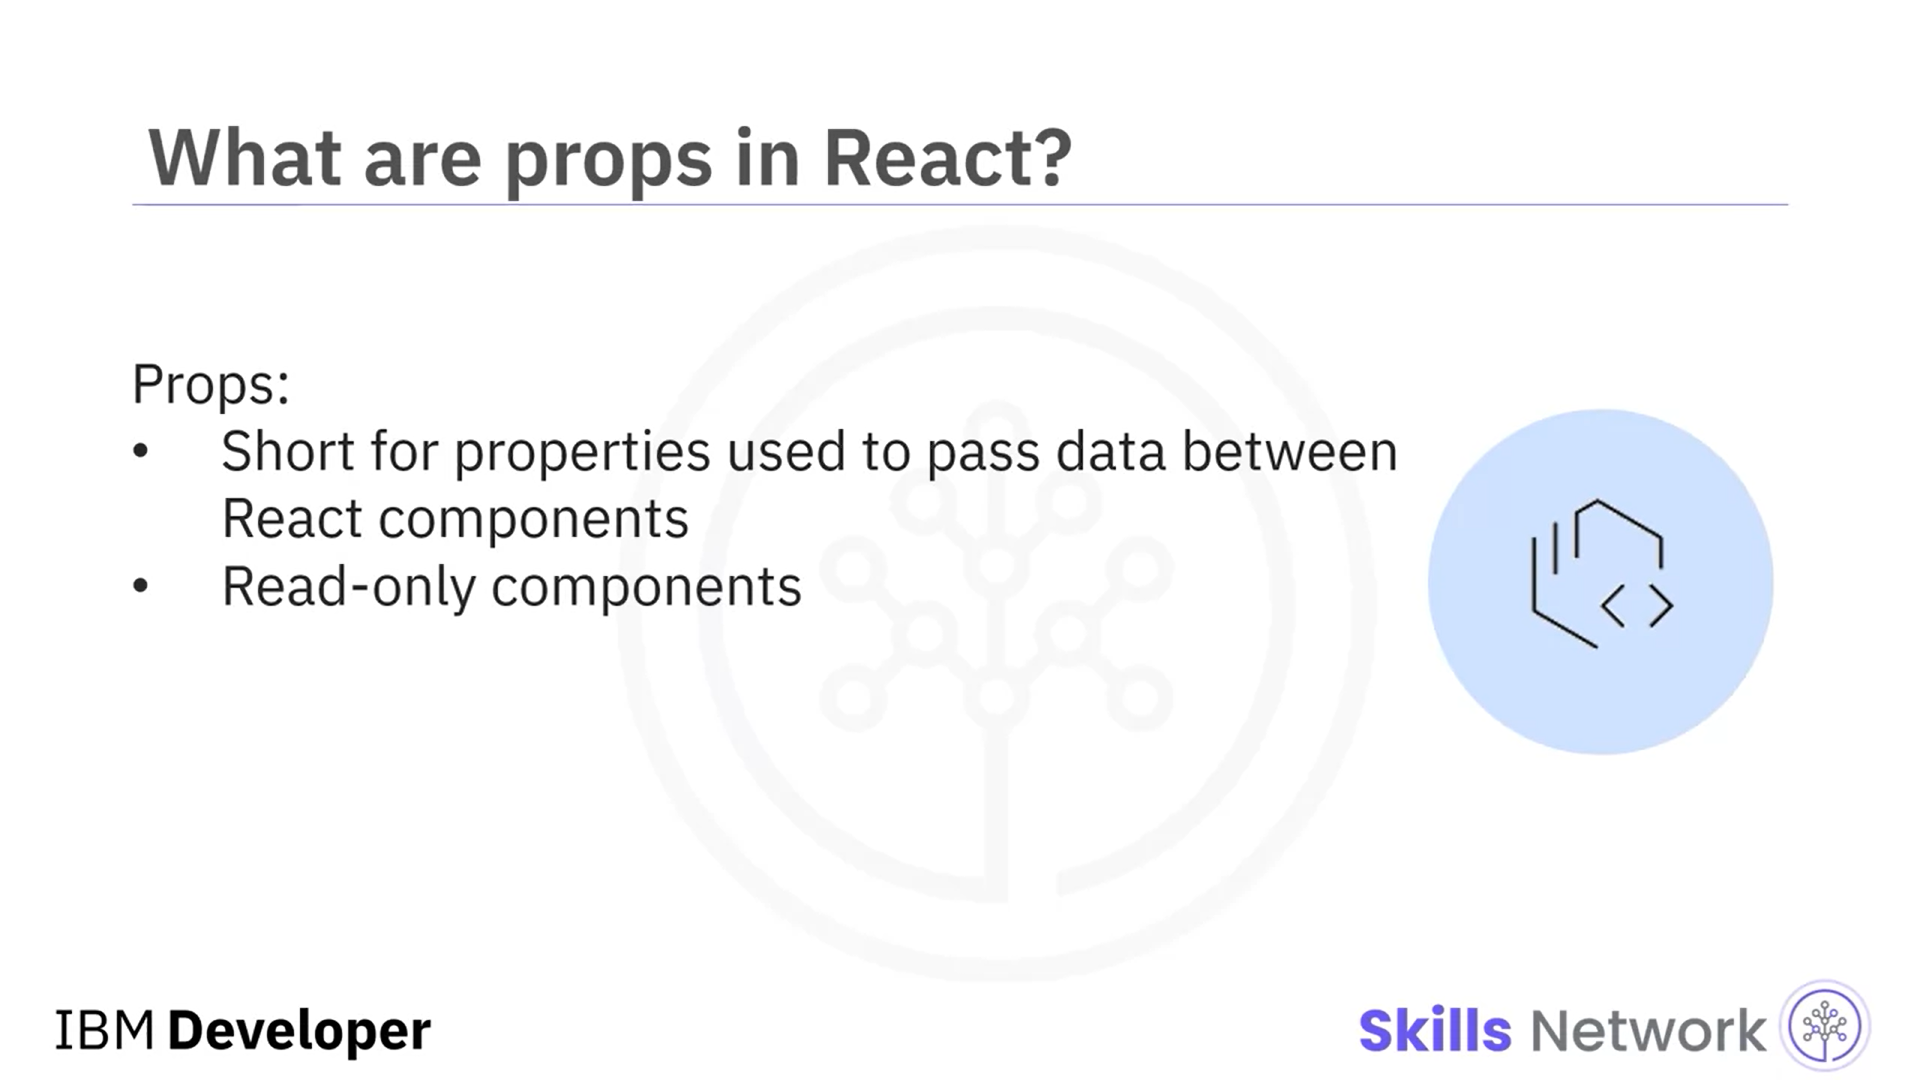 What are props in React?
Props:
• Short for properties used to pass data between
React components
• Read-only components
IBM Developer
Skills Network